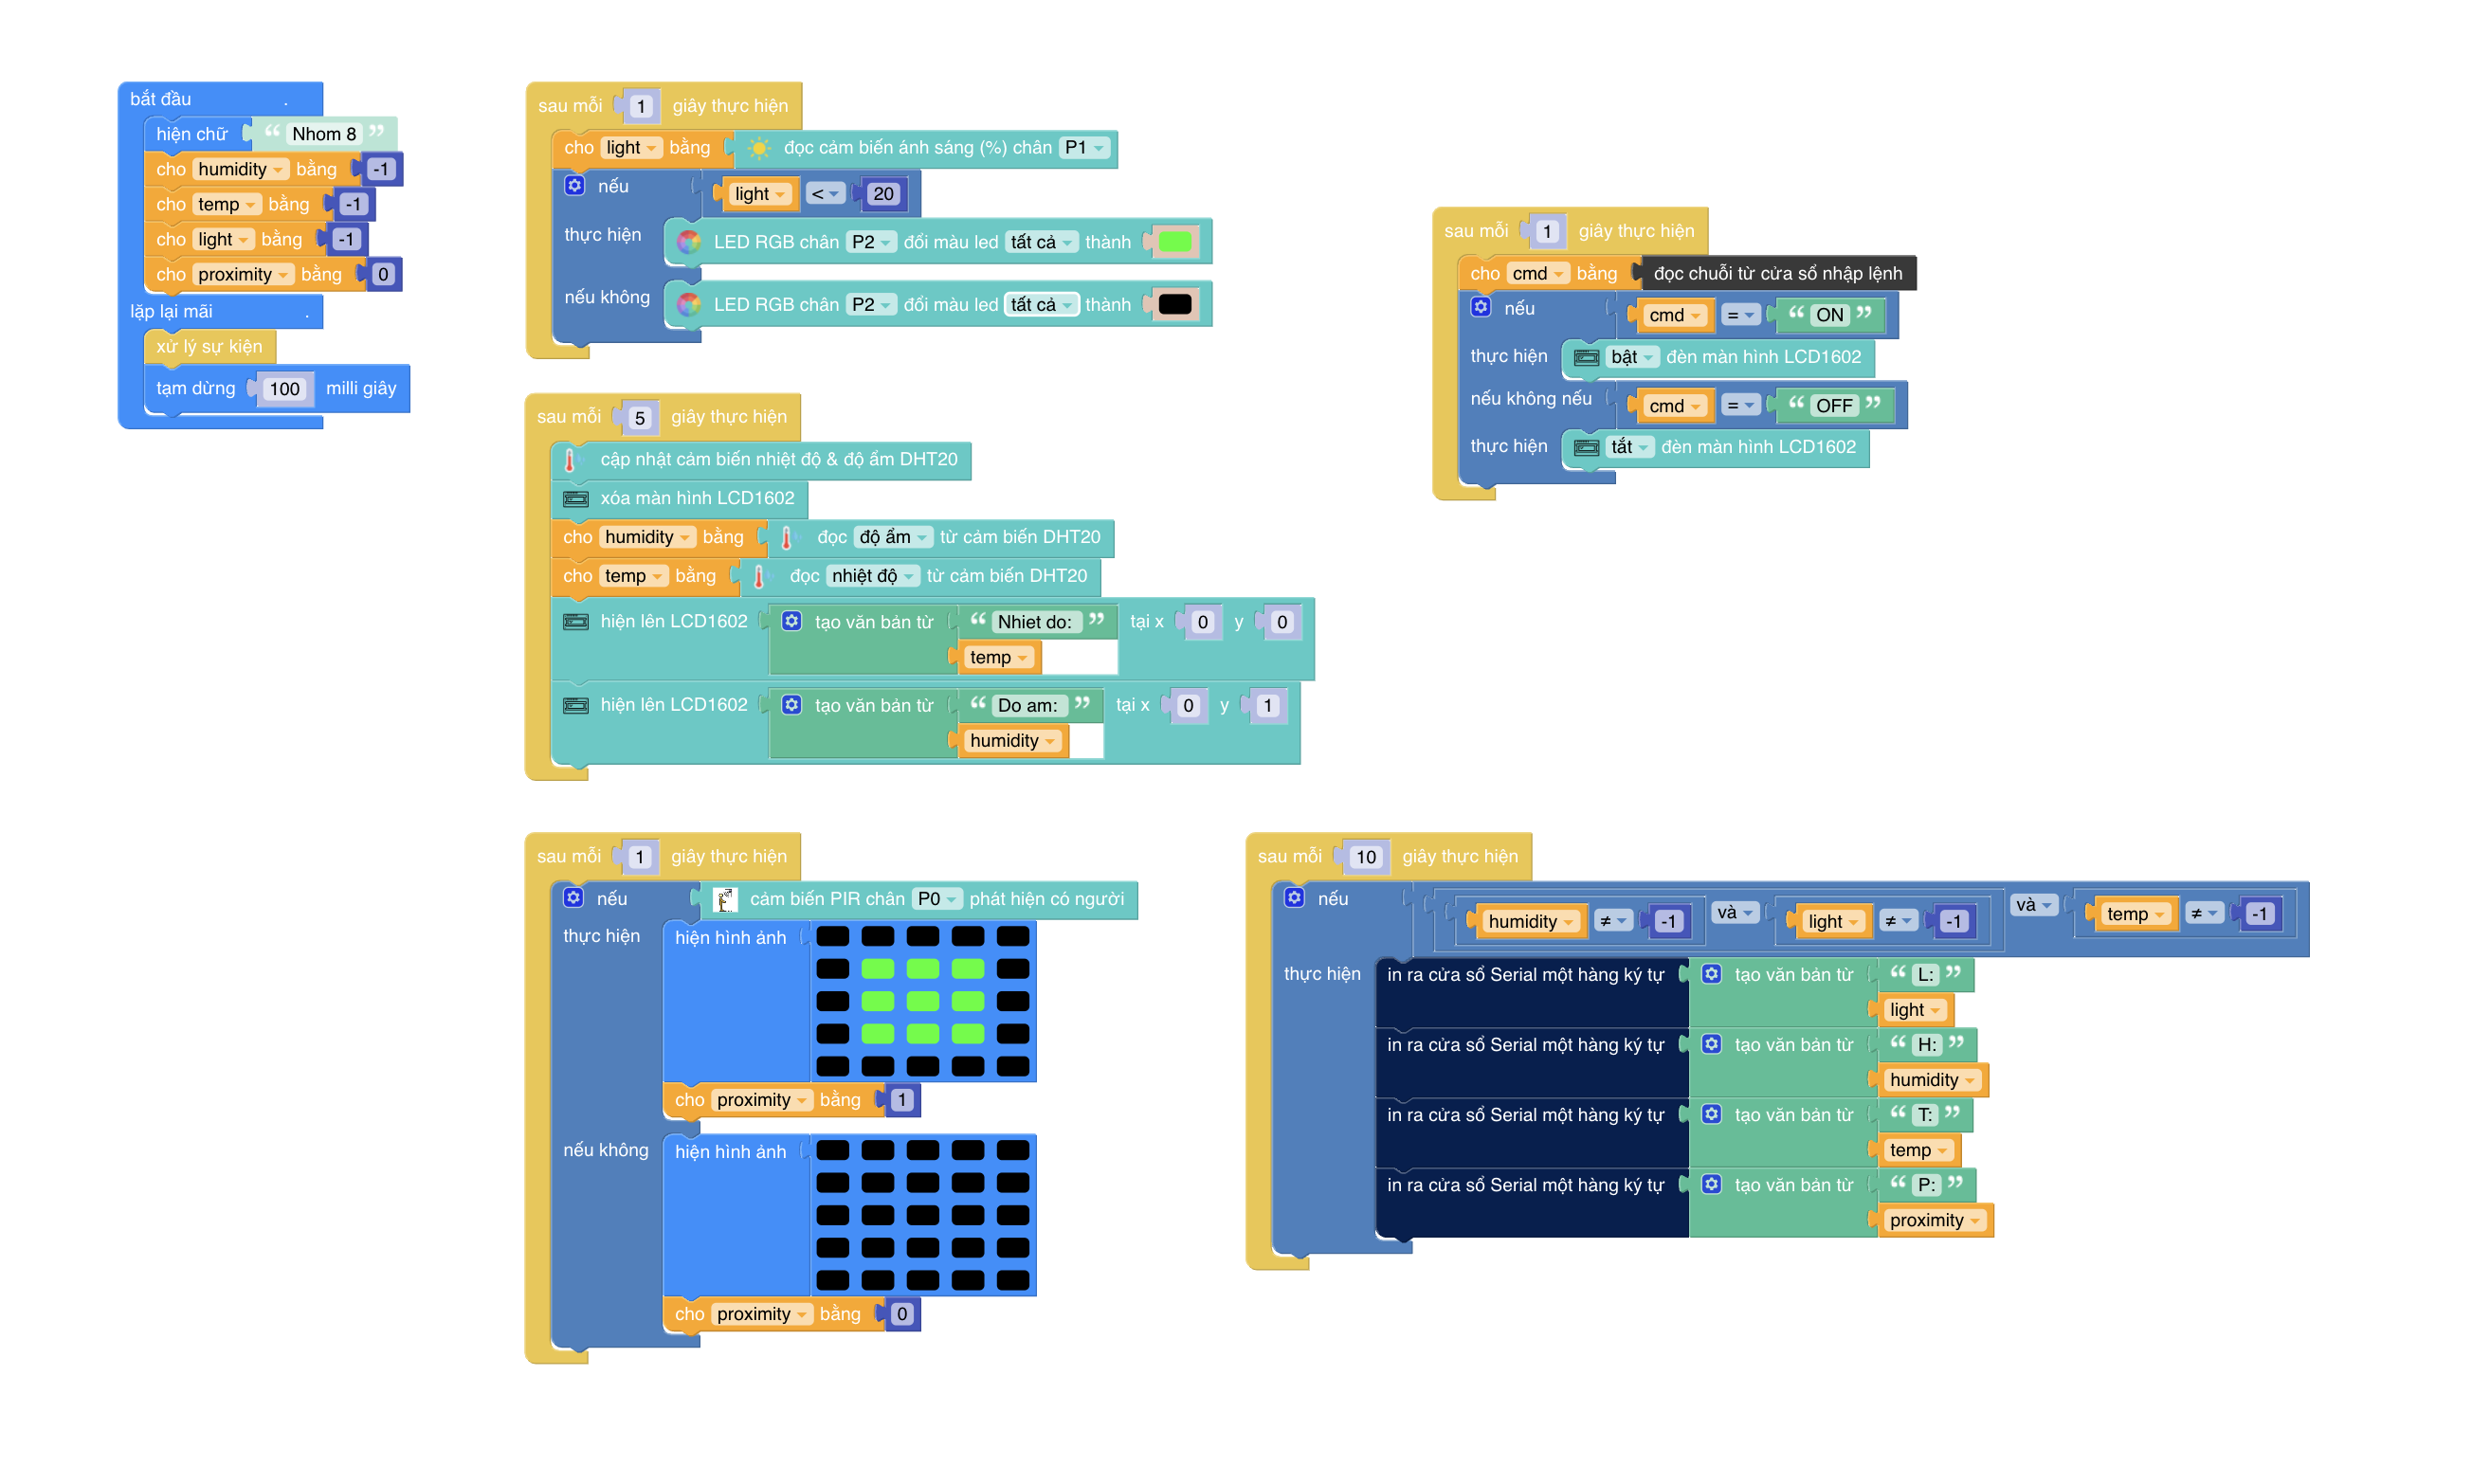 bắt đầu .
hiện chữ “ Nhom 8 ”
cho humidity bằng -1
cho temp bằng -1
cho light bằng -1
cho proximity bằng 0
lặp lại mãi .
xử lý sự kiện
tạm dừng 100 milli giây
sau mỗi 1 giây thực hiện
cho light bằng đọc cảm biến ánh sáng (%) chân P1
nếu light < 20
thực hiện LED RGB chân P2 đổi màu led tất cả thành
nếu không LED RGB chân P2 đổi màu led tất cả thành
sau mỗi 1 giây thực hiện
cho cmd bằng đọc chuỗi từ cửa sổ nhập lệnh
nếu cmd = “ ON ”
thực hiện bật đèn màn hình LCD1602
nếu không nếu cmd = “ OFF ”
thực hiện tắt đèn màn hình LCD1602
sau mỗi 5 giây thực hiện
cập nhật cảm biến nhiệt độ & độ ẩm DHT20
xóa màn hình LCD1602
cho humidity bằng đọc độ ẩm từ cảm biến DHT20
cho temp bằng đọc nhiệt độ từ cảm biến DHT20
hiện lên LCD1602 tạo văn bản từ “ Nhiet do: ” tại x 0 y 0
temp
hiện lên LCD1602 tạo văn bản từ “ Do am: ” tại x 0 y 1
humidity
sau mỗi 1 giây thực hiện
nếu cảm biến PIR chân P0 phát hiện có người
thực hiện hiện hình ảnh
cho proximity bằng 1
nếu không hiện hình ảnh
cho proximity bằng 0
sau mỗi 10 giây thực hiện
nếu humidity ≠ -1 và light ≠ -1 và temp ≠ -1
thực hiện in ra cửa sổ Serial một hàng ký tự tạo văn bản từ “ L: ”
light
in ra cửa sổ Serial một hàng ký tự tạo văn bản từ “ H: ”
humidity
in ra cửa sổ Serial một hàng ký tự tạo văn bản từ “ T: ”
temp
in ra cửa sổ Serial một hàng ký tự tạo văn bản từ “ P: ”
proximity